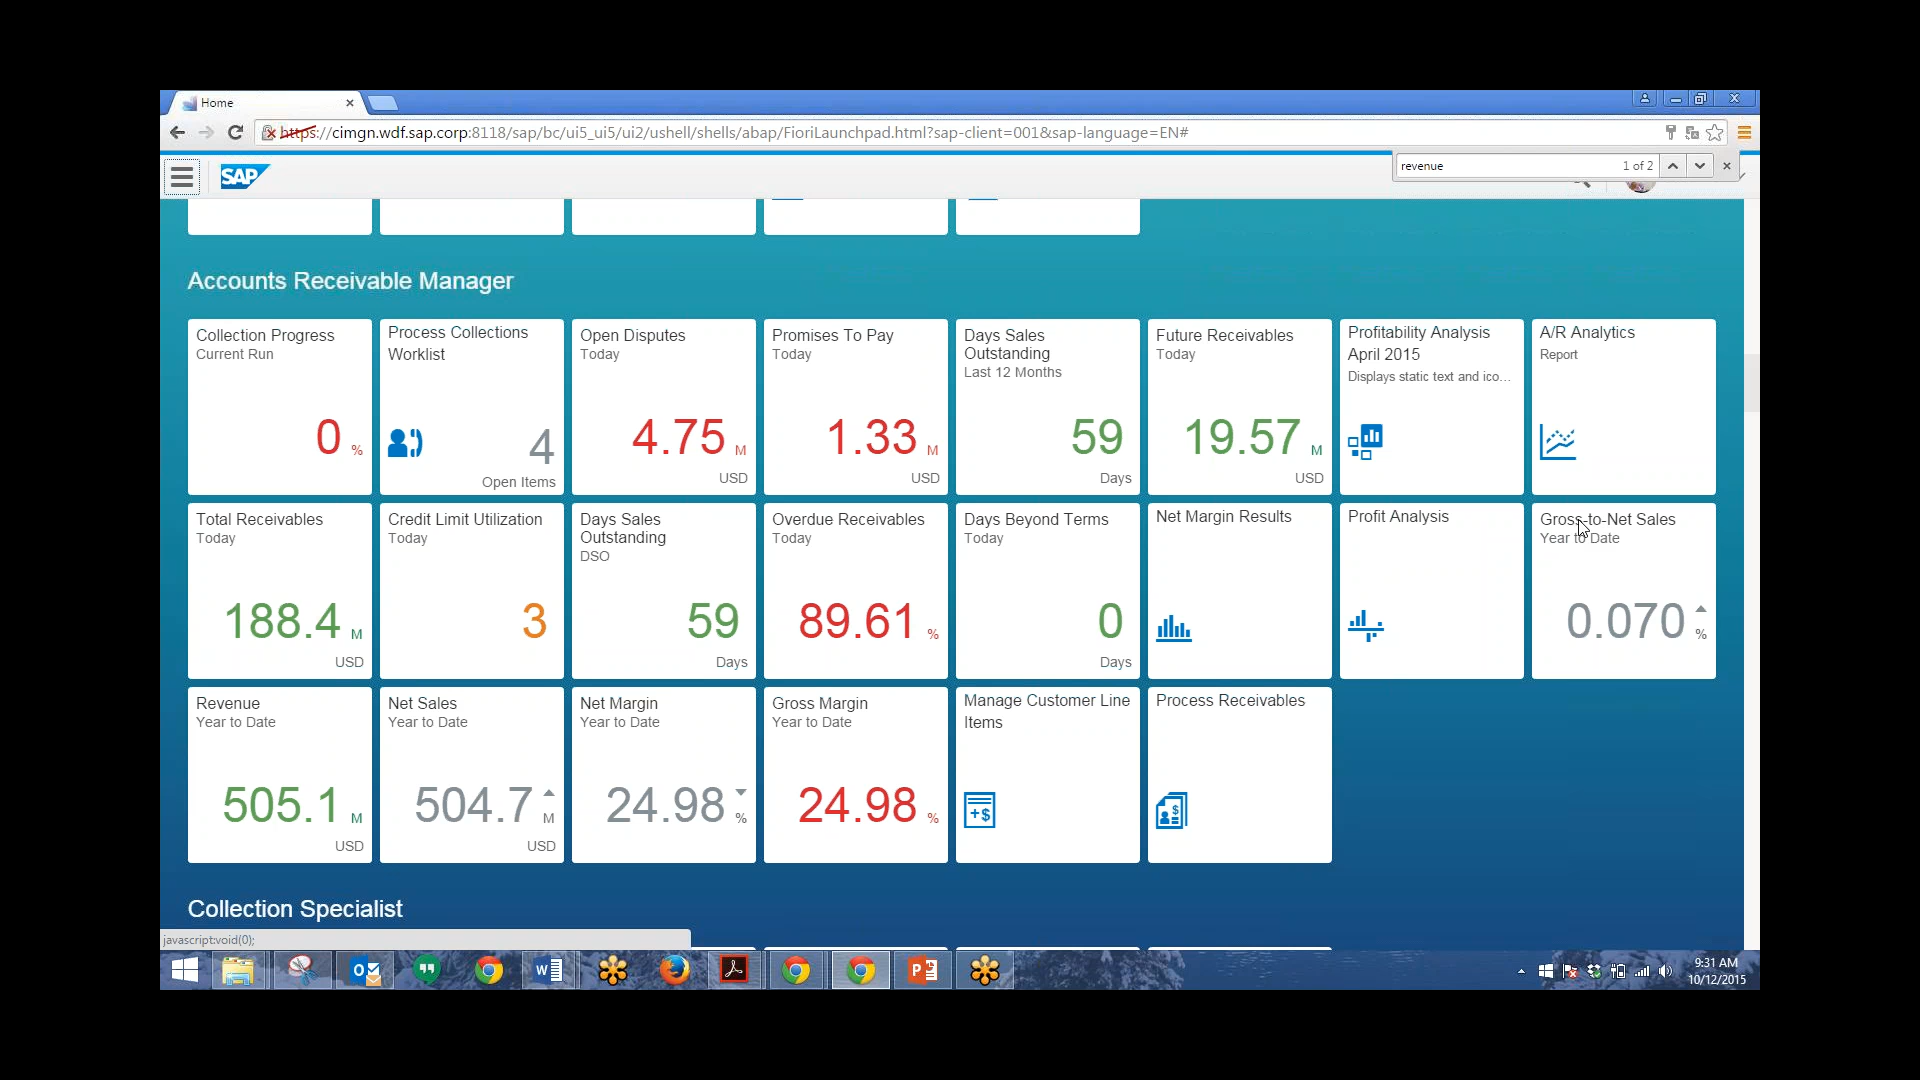 Home
https://cimgn.wdf.sap.corp:8118/sap/bc/ui5_ui5/ui2/ushell/shells/abap/FioriLaunchpad.html?sap-client=001&sap-language=EN#
SAP
revenue 1 of 2
Accounts Receivable Manager
Collection Progress
Current Run
0 %
Process Collections
Worklist
4
Open Items
Open Disputes
Today
4.75 M
USD
Promises To Pay
Today
1.33 M
USD
Days Sales
Outstanding
Last 12 Months
59
Days
Future Receivables
Today
19.57 M
USD
Profitability Analysis
April 2015
Displays static text and ico...
A/R Analytics
Report
Total Receivables
Today
188.4 M
USD
Credit Limit Utilization
Today
3
Days Sales
Outstanding
DSO
59
Days
Overdue Receivables
Today
89.61 %
Days Beyond Terms
Today
0
Days
Net Margin Results
Profit Analysis
Gross-to-Net Sales
Year to Date
0.070 %
Revenue
Year to Date
505.1 M
USD
Net Sales
Year to Date
504.7 M
USD
Net Margin
Year to Date
24.98 %
Gross Margin
Year to Date
24.98 %
Manage Customer Line
Items
Process Receivables
Collection Specialist
javascript:void(0);
9:31 AM
10/12/2015